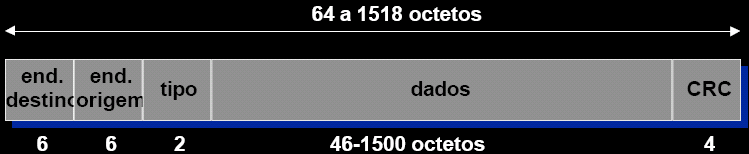 64 a 1518 octetos
end. destino
end. origem
tipo
dados
CRC
6
6
2
46-1500 octetos
4